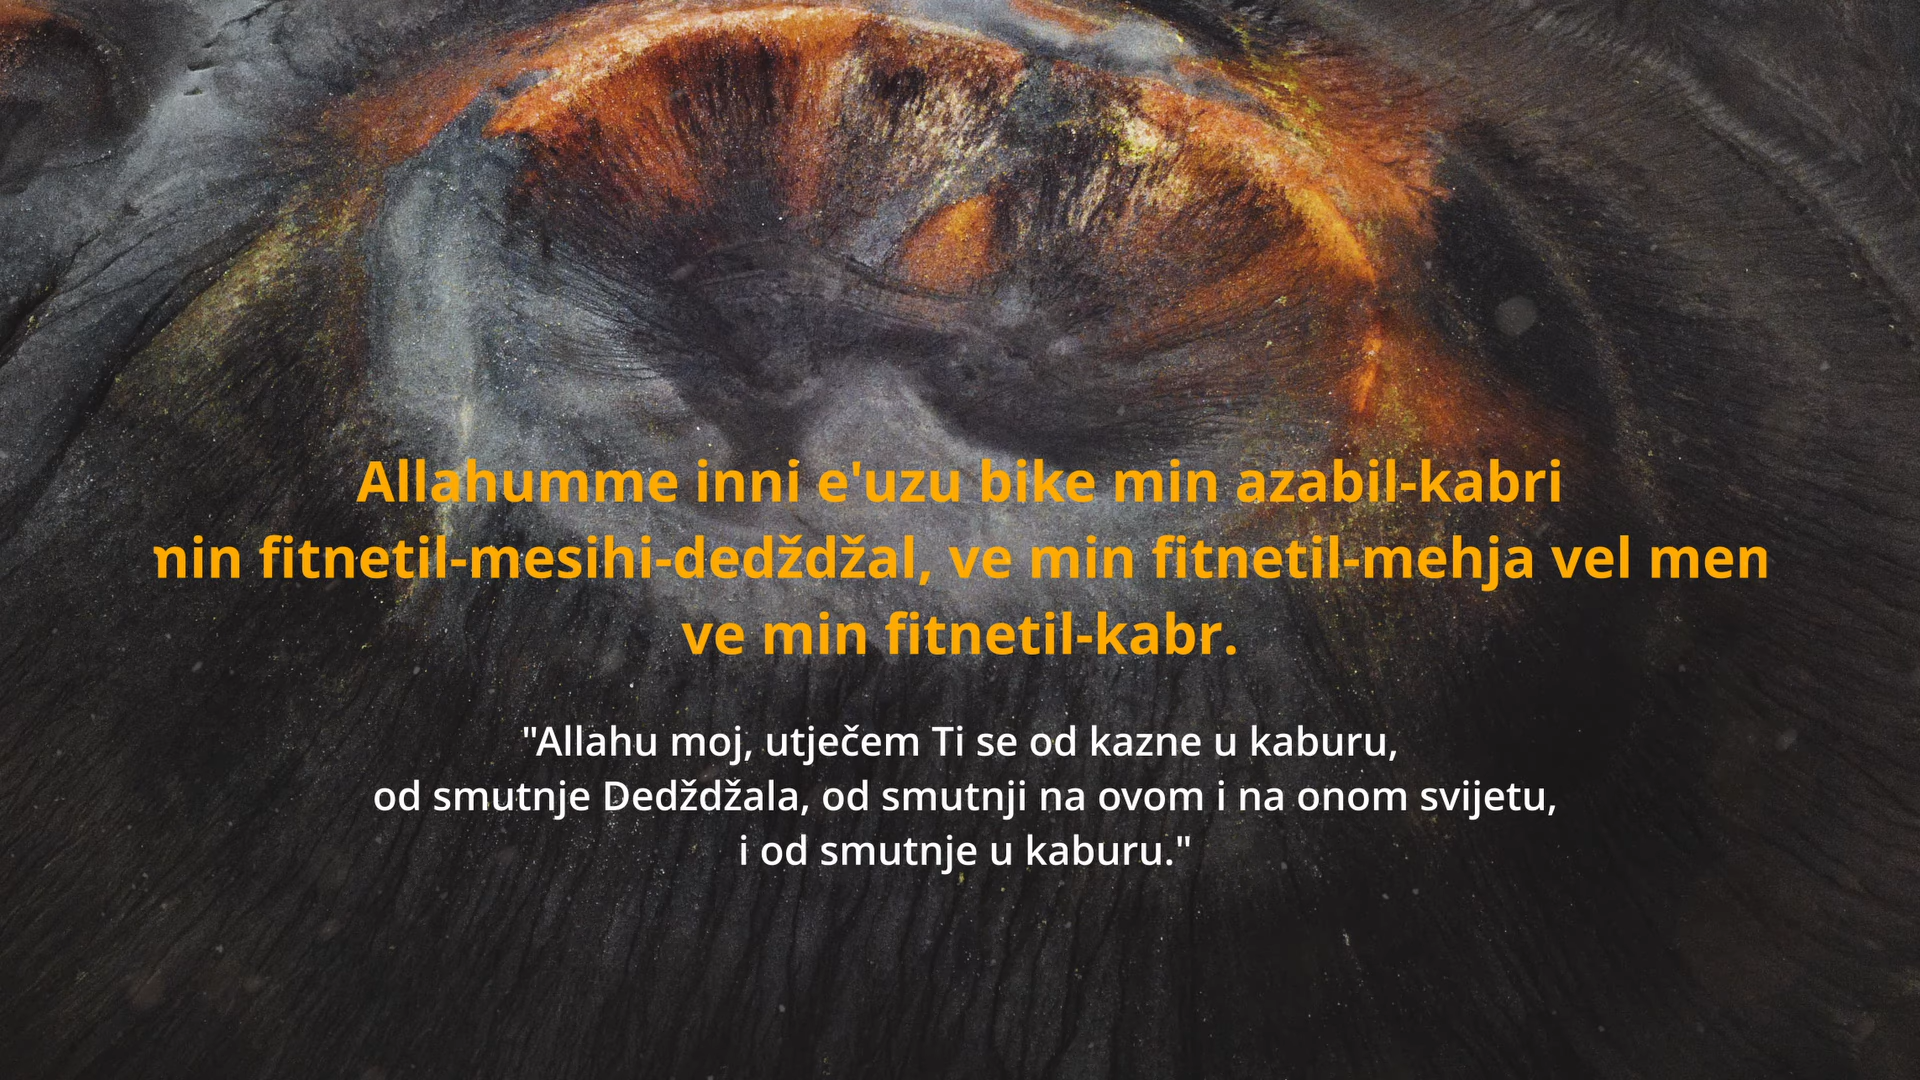 Allahumme inni e'uzu bike min azabil-kabri
fitnetil-mesihi-dedždžal, ve min fitnetil-mehja vel men
ve min fitnetil-kabr.
"Allahu moj, utječem Ti se od kazne u kaburu,
od smutnje Dedždžala, od smutnji na ovom i na onom svijetu,
i od smutnje u kaburu."